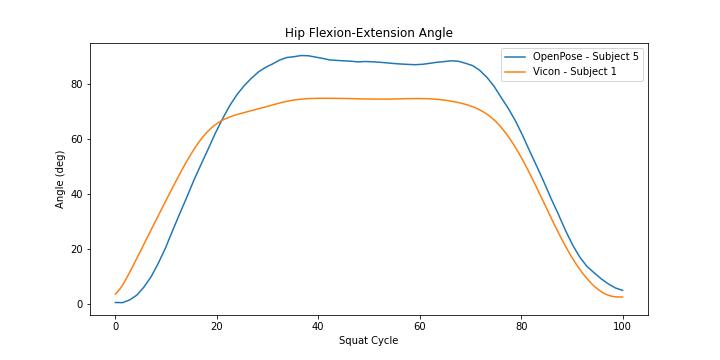 Hip Flexion-Extension Angle
OpenPose - Subject 5
Vicon - Subject 1
Angle (deg)
80
60
40
20
0
0 20 40 60 80 100
Squat Cycle